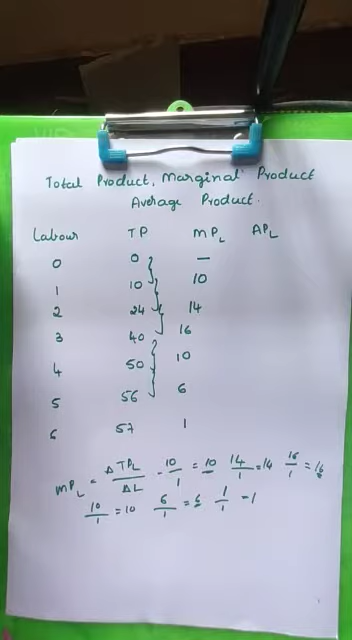 Total Product, Marginal Product
Average Product.
Labour TP MPL APL
0 0 —
1 10 10
2 24 14
3 40 16
4 50 10
5 56 6
6 57 1
MPL = ΔTPL/ΔL - 10/1 = 10 14/1 = 14 16/1 = 16
10/1 = 10 6/1 = 6 1/1 = 1